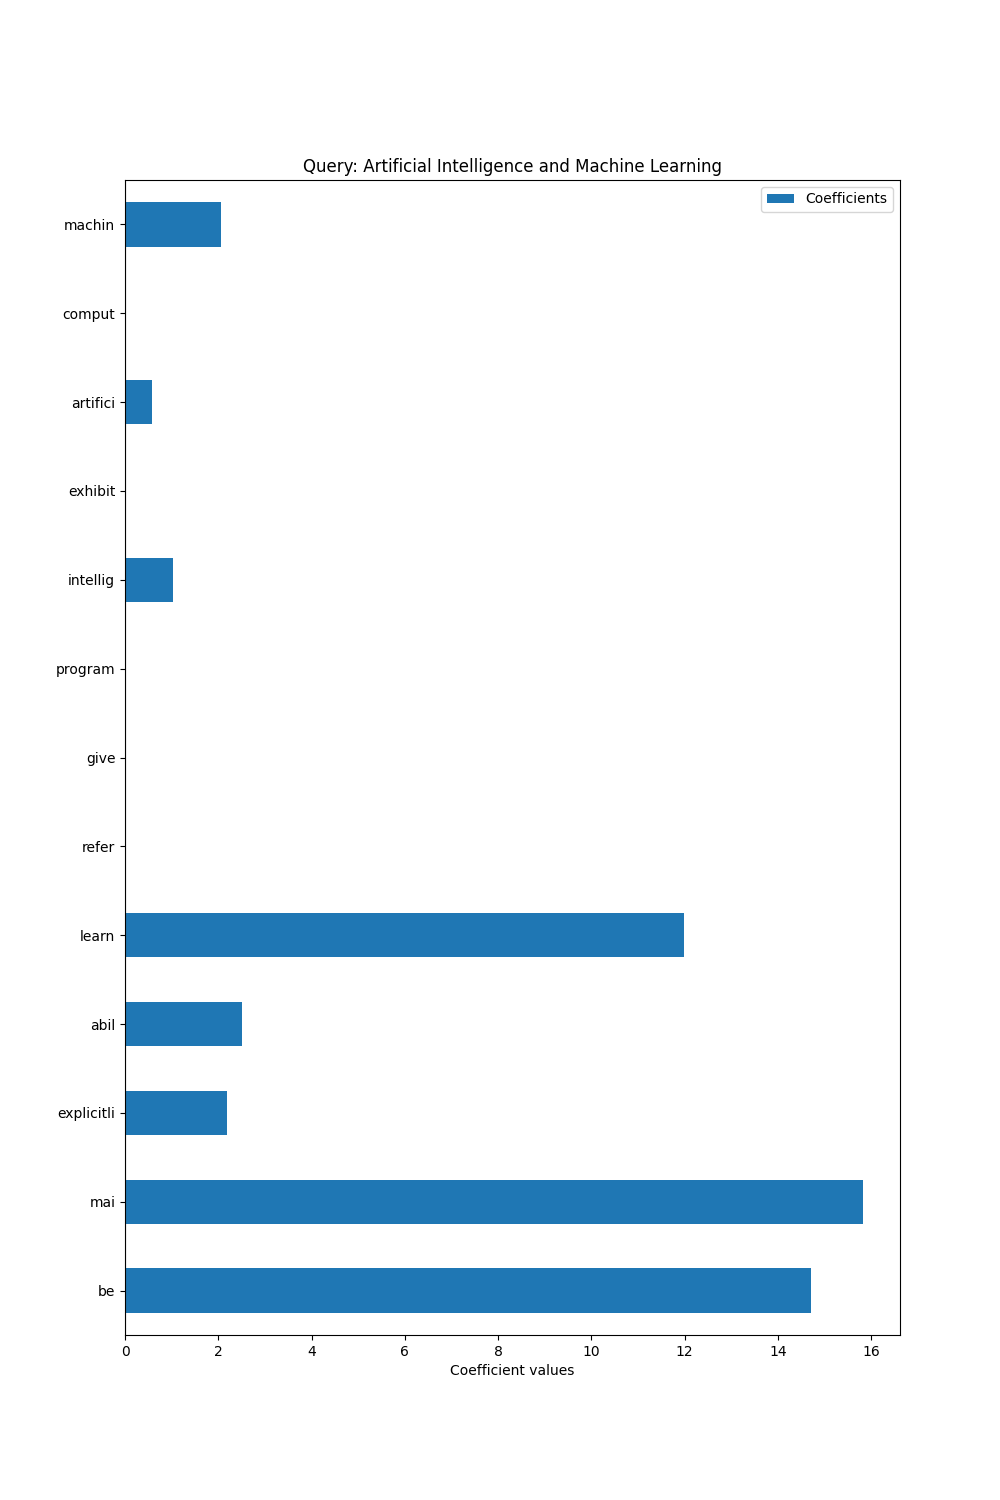 Query: Artificial Intelligence and Machine Learning
Coefficients
machin
comput
artifici
exhibit
intellig
program
give
refer
learn
abil
explicitli
mai
be
0 2 4 6 8 10 12 14 16
Coefficient values